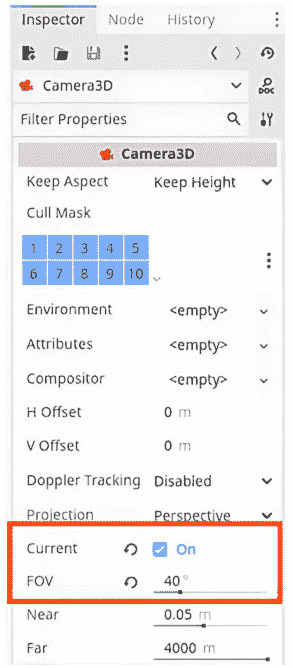 Inspector Node History
Camera3D DOC
Filter Properties
Camera3D
Keep Aspect Keep Height
Cull Mask
1 2 3 4 5
6 7 8 9 10
Environment <empty>
Attributes <empty>
Compositor <empty>
H Offset 0 m
V Offset 0 m
Doppler Tracking Disabled
Projection Perspective
Current On
FOV 40 °
Near 0.05 m
Far 4000 m